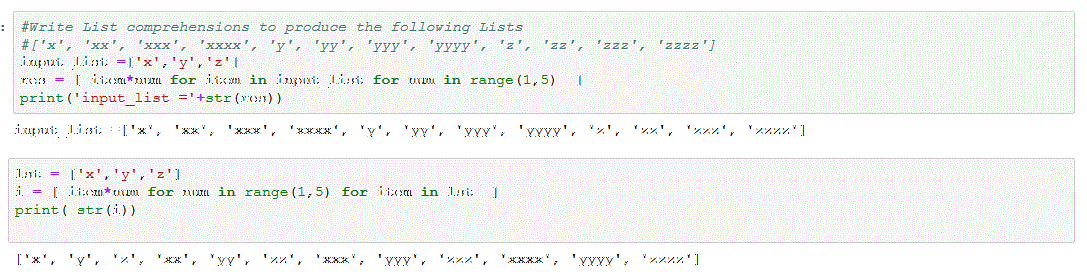 :
#Write List comprehensions to produce the following Lists
#['x', 'xx', 'xxx', 'xxxx', 'y', 'yy', 'yyy', 'yyyy', 'z', 'zz', 'zzz', 'zzzz']
input_list =['x','y','z']
res = [ item*num for item in input_list for num in range(1,5)  ]
print('input_list ='+str(res))
input_list =['x', 'xx', 'xxx', 'xxxx', 'y', 'yy', 'yyy', 'yyyy', 'z', 'zz', 'zzz', 'zzzz']
lst = ['x','y','z']
i = [ item*num for num in range(1,5) for item in lst  ]
print( str(i))
['x', 'y', 'z', 'xx', 'yy', 'zz', 'xxx', 'yyy', 'zzz', 'xxxx', 'yyyy', 'zzzz']